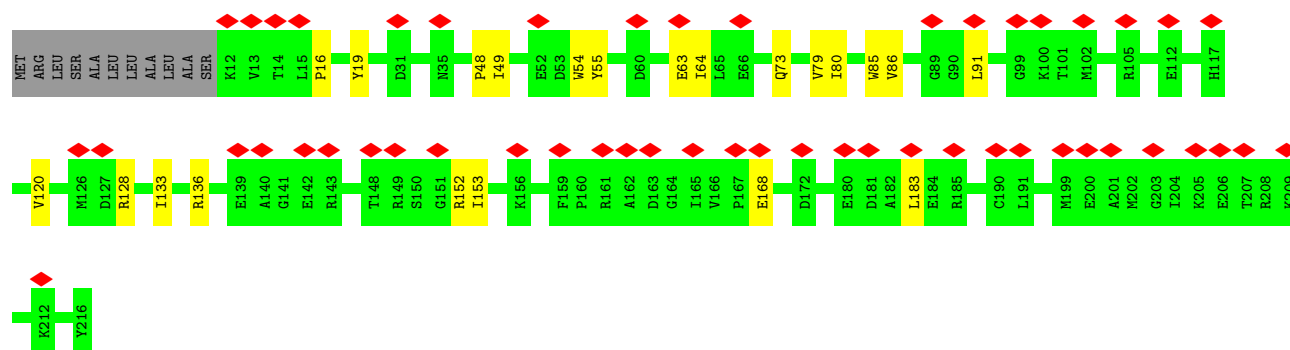 MET ARG LEU SER ALA LEU LEU ALA LEU ALA SER K12 V13 T14 L15 P16 Y19 D31 N35 P48 I49 E52 D53 W54 Y55 D60 E63 I64 L65 E66 Q73 V79 I80 W85 V86 G89 G90 L91 G99 K100 T101 M102 R105 E112 H117
V120 M126 D127 R128 I133 R136 E139 A140 G141 E142 R143 T148 R149 S150 G151 R152 I153 K156 F159 P160 R161 A162 D163 G164 I165 V166 P167 E168 D172 E180 D181 A182 L183 E184 R185 C190 L191 M199 E200 A201 M202 G203 I204 K205 E206 T207 R208 K209
K212 Y216